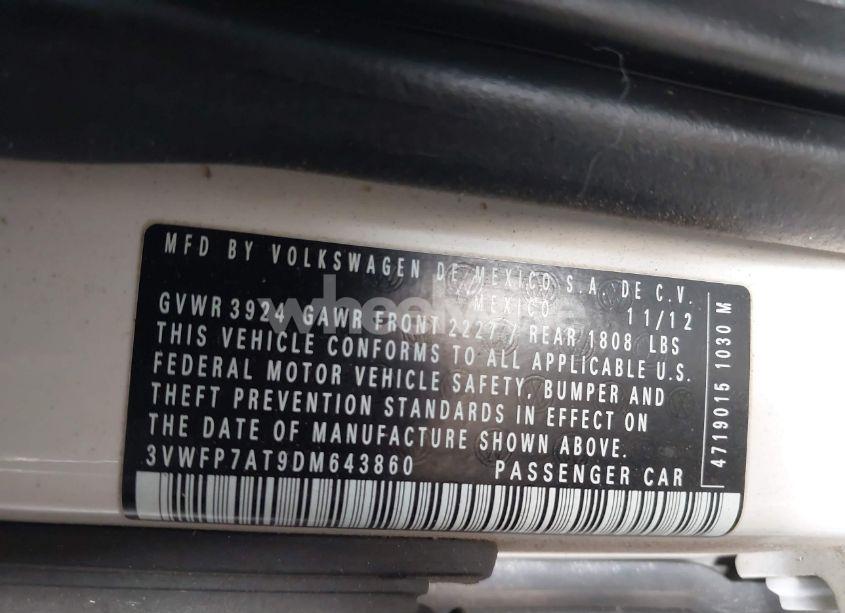 MFD BY VOLKSWAGEN DE MEXICO S.A. DE C.V.
MEXICO 11/12
GVWR 3924 GAWR FRONT 2227 / REAR 1808 LBS
THIS VEHICLE CONFORMS TO ALL APPLICABLE U.S.
FEDERAL MOTOR VEHICLE SAFETY, BUMPER AND
THEFT PREVENTION STANDARDS IN EFFECT ON
THE DATE OF MANUFACTURE SHOWN ABOVE.
3VWFP7AT9DM643860 PASSENGER CAR
4719015 1030 M